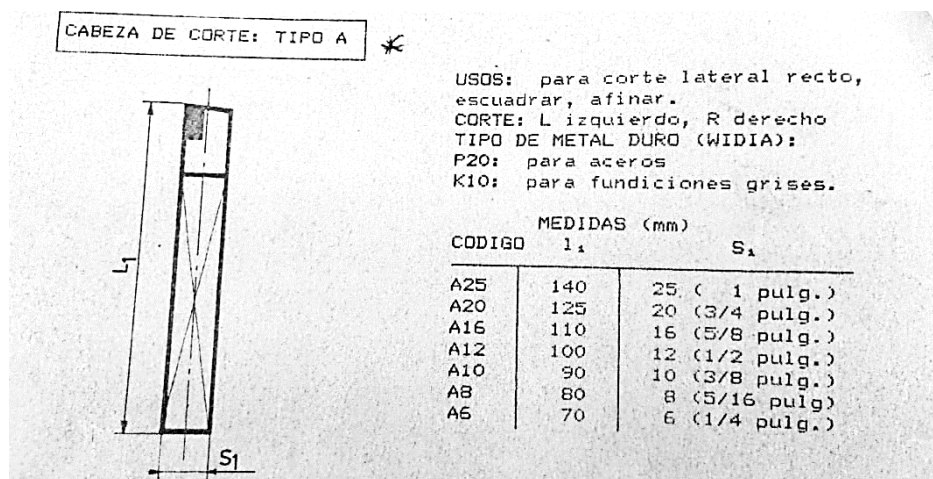 CABEZA DE CORTE: TIPO A
USOS: para corte lateral recto,
escuadrar, afinar.
CORTE: L izquierdo, R derecho
TIPO DE METAL DURO (WIDIA):
P20: para aceros
K10: para fundiciones grises.
MEDIDAS (mm)
CODIGO l₁ S₁
A25 140 25 ( 1 pulg.)
A20 125 20 (3/4 pulg.)
A16 110 16 (5/8 pulg.)
A12 100 12 (1/2 pulg.)
A10 90 10 (3/8 pulg.)
A8 80 8 (5/16 pulg)
A6 70 6 (1/4 pulg.)
L1
S1